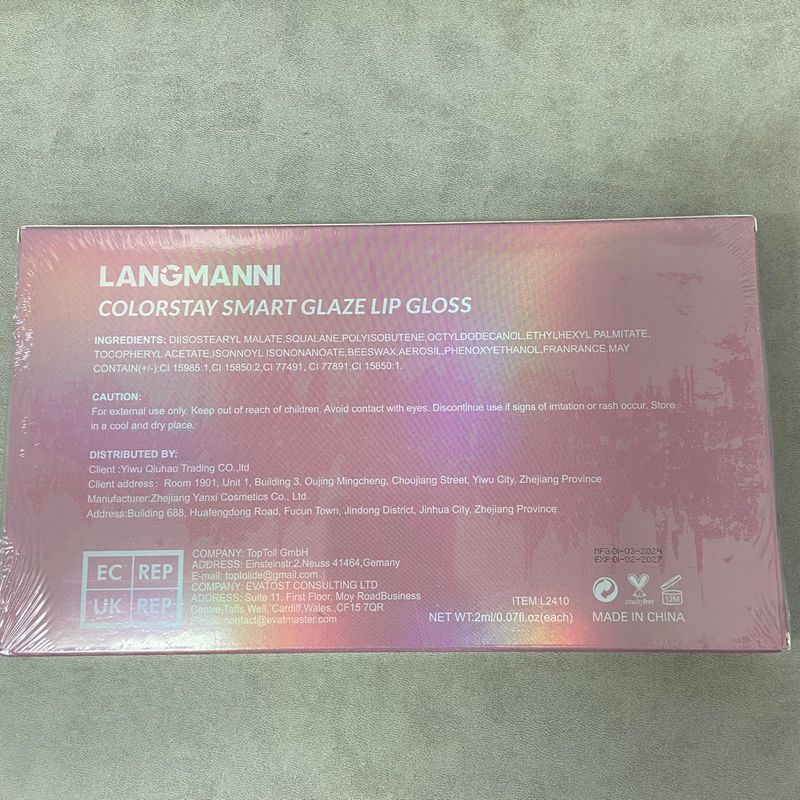 LANGMANNI
COLORSTAY SMART GLAZE LIP GLOSS
INGREDIENTS: DIISOSTEARYL MALATE,SQUALANE,POLYISOBUTENE,OCTYLDODECANOL,ETHYLHEXYL PALMITATE,
TOCOPHERYL ACETATE,ISONNOYL ISONONANOATE,BEESWAX,AEROSIL,PHENOXYETHANOL,FRANRANCE.MAY
CONTAIN(+/-):CI 15985:1,CI 15850:2,CI 77491, CI 77891,CI 15850:1.
CAUTION:
For external use only. Keep out of reach of children. Avoid contact with eyes. Discontinue use if signs of irritation or rash occur. Store
in a cool and dry place.
DISTRIBUTED BY:
Client :Yiwu Qiuhao Trading CO.,ltd
Client address: Room 1901, Unit 1, Building 3, Oujing Mingcheng, Choujiang Street, Yiwu City, Zhejiang Province
Manufacturer:Zhejiang Yanxi Cosmetics Co., Ltd.
Address:Building 688, Huafengdong Road, Fucun Town, Jindong District, Jinhua City, Zhejiang Province
EC REP
UK REP
COMPANY: TopToll GmbH
ADDRESS: Einsteinstr.2,Neuss 41464,Gemany
E-mail: toptollde@gmail.com
COMPANY: EVATOST CONSULTING LTD
ADDRESS: Suite 11, First Floor, Moy RoadBusiness
Centre,Taffs Well, Cardiff,Wales.,CF15 7QR
E-mail: contact@evatmaster.com
ITEM:L2410
NET WT:2ml/0.07fl.oz(each)
MFG:01-03-2024
EXP:01-02-2027
crueltyfree
12M
MADE IN CHINA